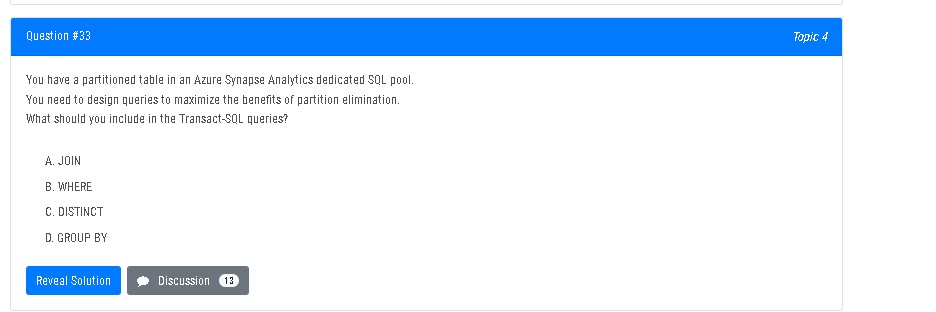 Question #33
Topic 4
You have a partitioned table in an Azure Synapse Analytics dedicated SQL pool.
You need to design queries to maximize the benefits of partition elimination.
What should you include in the Transact-SQL queries?
A. JOIN
B. WHERE
C. DISTINCT
D. GROUP BY
Reveal Solution
Discussion 13